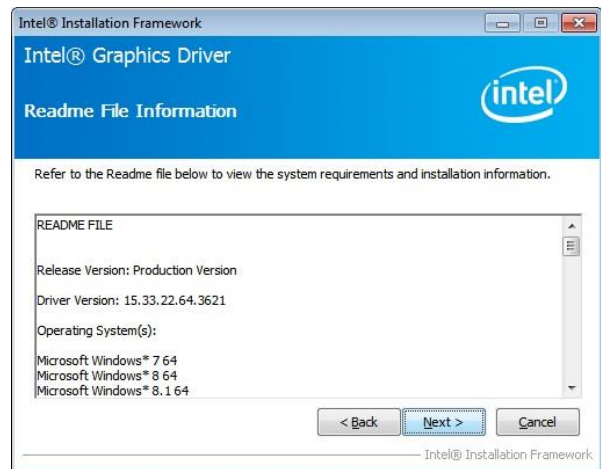 Intel® Installation Framework
Intel® Graphics Driver
Readme File Information
intel
Refer to the Readme file below to view the system requirements and installation information.
README FILE
Release Version: Production Version
Driver Version: 15.33.22.64.3621
Operating System(s):
Microsoft Windows* 7 64
Microsoft Windows* 8 64
Microsoft Windows* 8.1 64
< Back Next > Cancel
Intel® Installation Framework